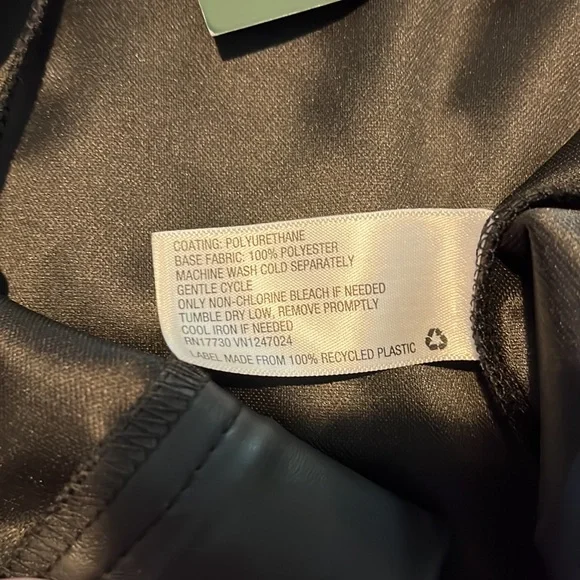 COATING: POLYURETHANE
BASE FABRIC: 100% POLYESTER
MACHINE WASH COLD SEPARATELY
GENTLE CYCLE
ONLY NON-CHLORINE BLEACH IF NEEDED
TUMBLE DRY LOW, REMOVE PROMPTLY
COOL IRON IF NEEDED
RN17730 VN1247024
LABEL MADE FROM 100% RECYCLED PLASTIC